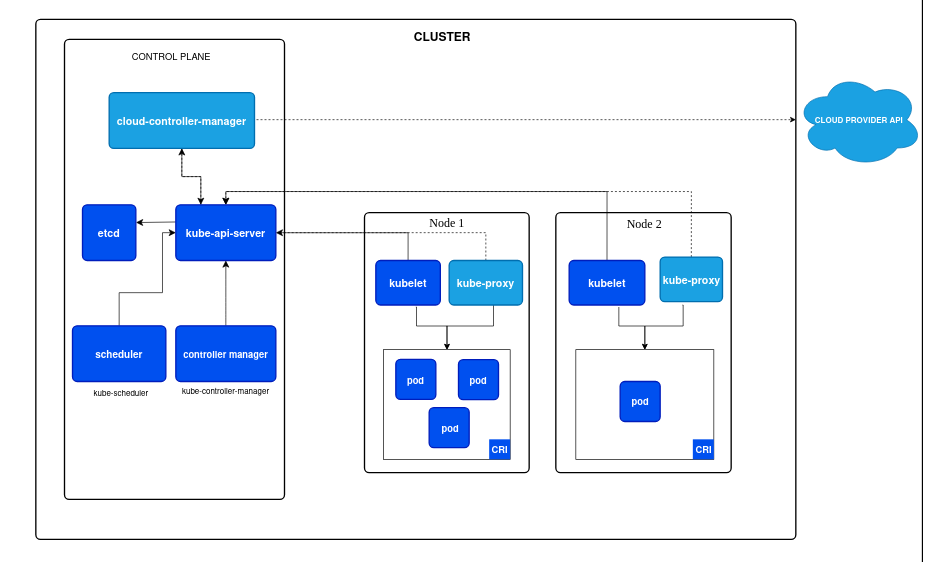 CLUSTER
CONTROL PLANE
cloud-controller-manager
CLOUD PROVIDER API
etcd
kube-api-server
Node 1
Node 2
kubelet
kube-proxy
kubelet
kube-proxy
scheduler
controller manager
kube-scheduler
kube-controller-manager
pod
pod
pod
CRI
pod
CRI